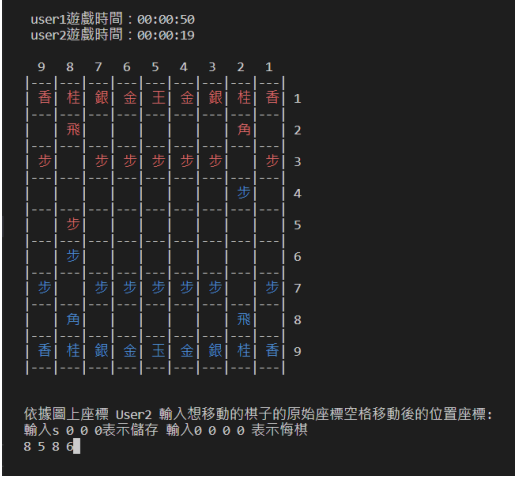 user1遊戲時間：00:00:50
user2遊戲時間：00:00:19
9 8 7 6 5 4 3 2 1
|---|---|---|---|---|---|---|---|---|
| 香| 桂| 銀| 金| 王| 金| 銀| 桂| 香| 1
|---|---|---|---|---|---|---|---|---|
|   | 飛|   |   |   |   |   | 角|   | 2
|---|---|---|---|---|---|---|---|---|
| 步|   | 步| 步| 步| 步| 步|   | 步| 3
|---|---|---|---|---|---|---|---|---|
|   |   |   |   |   |   |   | 步|   | 4
|---|---|---|---|---|---|---|---|---|
|   | 步|   |   |   |   |   |   |   | 5
|---|---|---|---|---|---|---|---|---|
|   | 步|   |   |   |   |   |   |   | 6
|---|---|---|---|---|---|---|---|---|
| 步|   | 步| 步| 步| 步| 步|   | 步| 7
|---|---|---|---|---|---|---|---|---|
|   | 角|   |   |   |   |   | 飛|   | 8
|---|---|---|---|---|---|---|---|---|
| 香| 桂| 銀| 金| 玉| 金| 銀| 桂| 香| 9
|---|---|---|---|---|---|---|---|---|
依據圖上座標 User2 輸入想移動的棋子的原始座標空格移動後的位置座標:
輸入s 0 0 0表示儲存 輸入0 0 0 0 表示悔棋
8 5 8 6